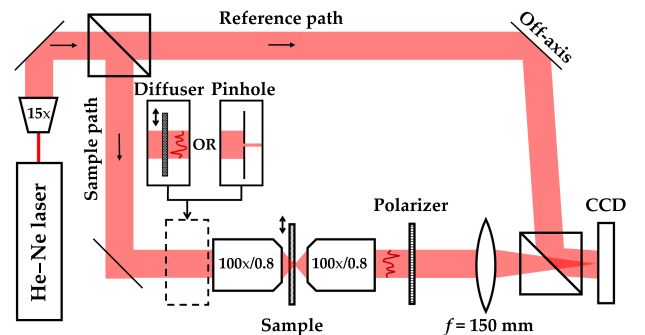 Reference path
Off-axis
15x
Diffuser
Pinhole
OR
Sample path
He–Ne laser
Polarizer
CCD
100x/0.8
100x/0.8
Sample
f = 150 mm